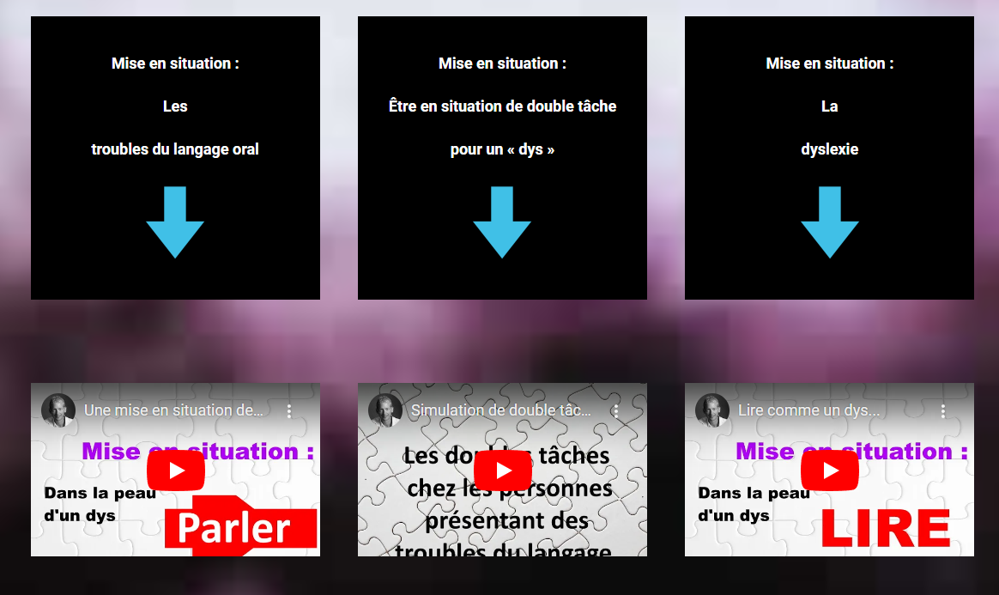 Mise en situation :
Les
troubles du langage oral
Mise en situation :
Être en situation de double tâche
pour un « dys »
Mise en situation :
La
dyslexie
Une mise en situation de...
Mise en situation :
Dans la peau
d'un dys
Parler
Simulation de double tâc...
Les doubles tâches
chez les personnes
présentant des
troubles du langage
Lire comme un dys...
Mise en situation :
Dans la peau
d'un dys
LIRE